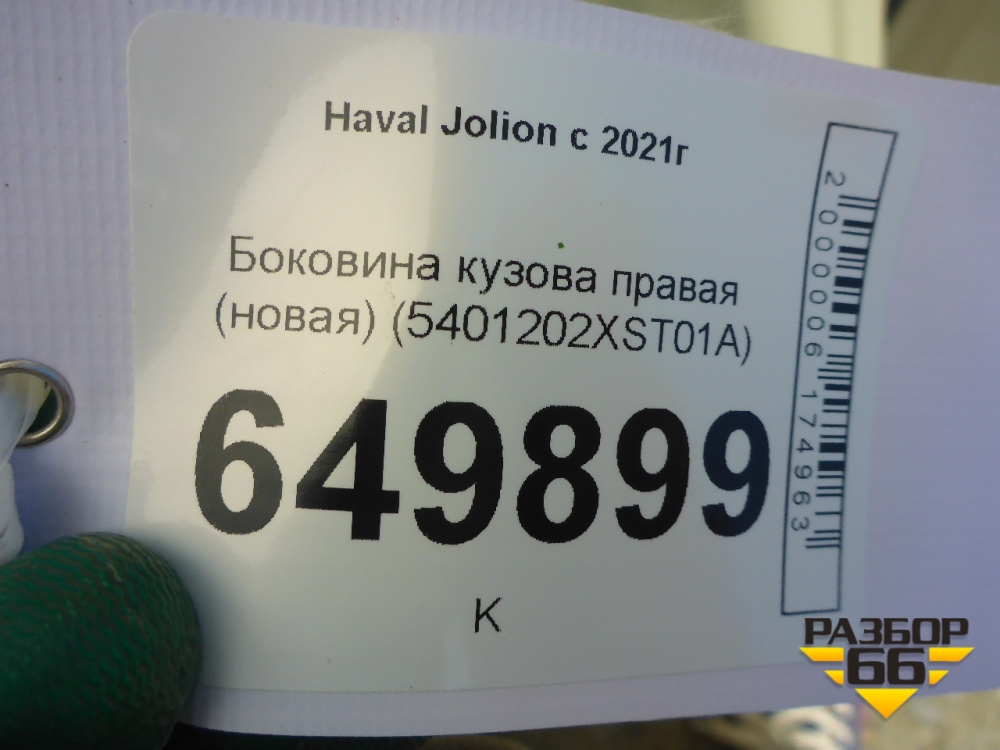 Haval Jolion с 2021г
Боковина кузова правая
(новая) (5401202XST01A)
649899
К
2000006174963
РАЗБОР
66